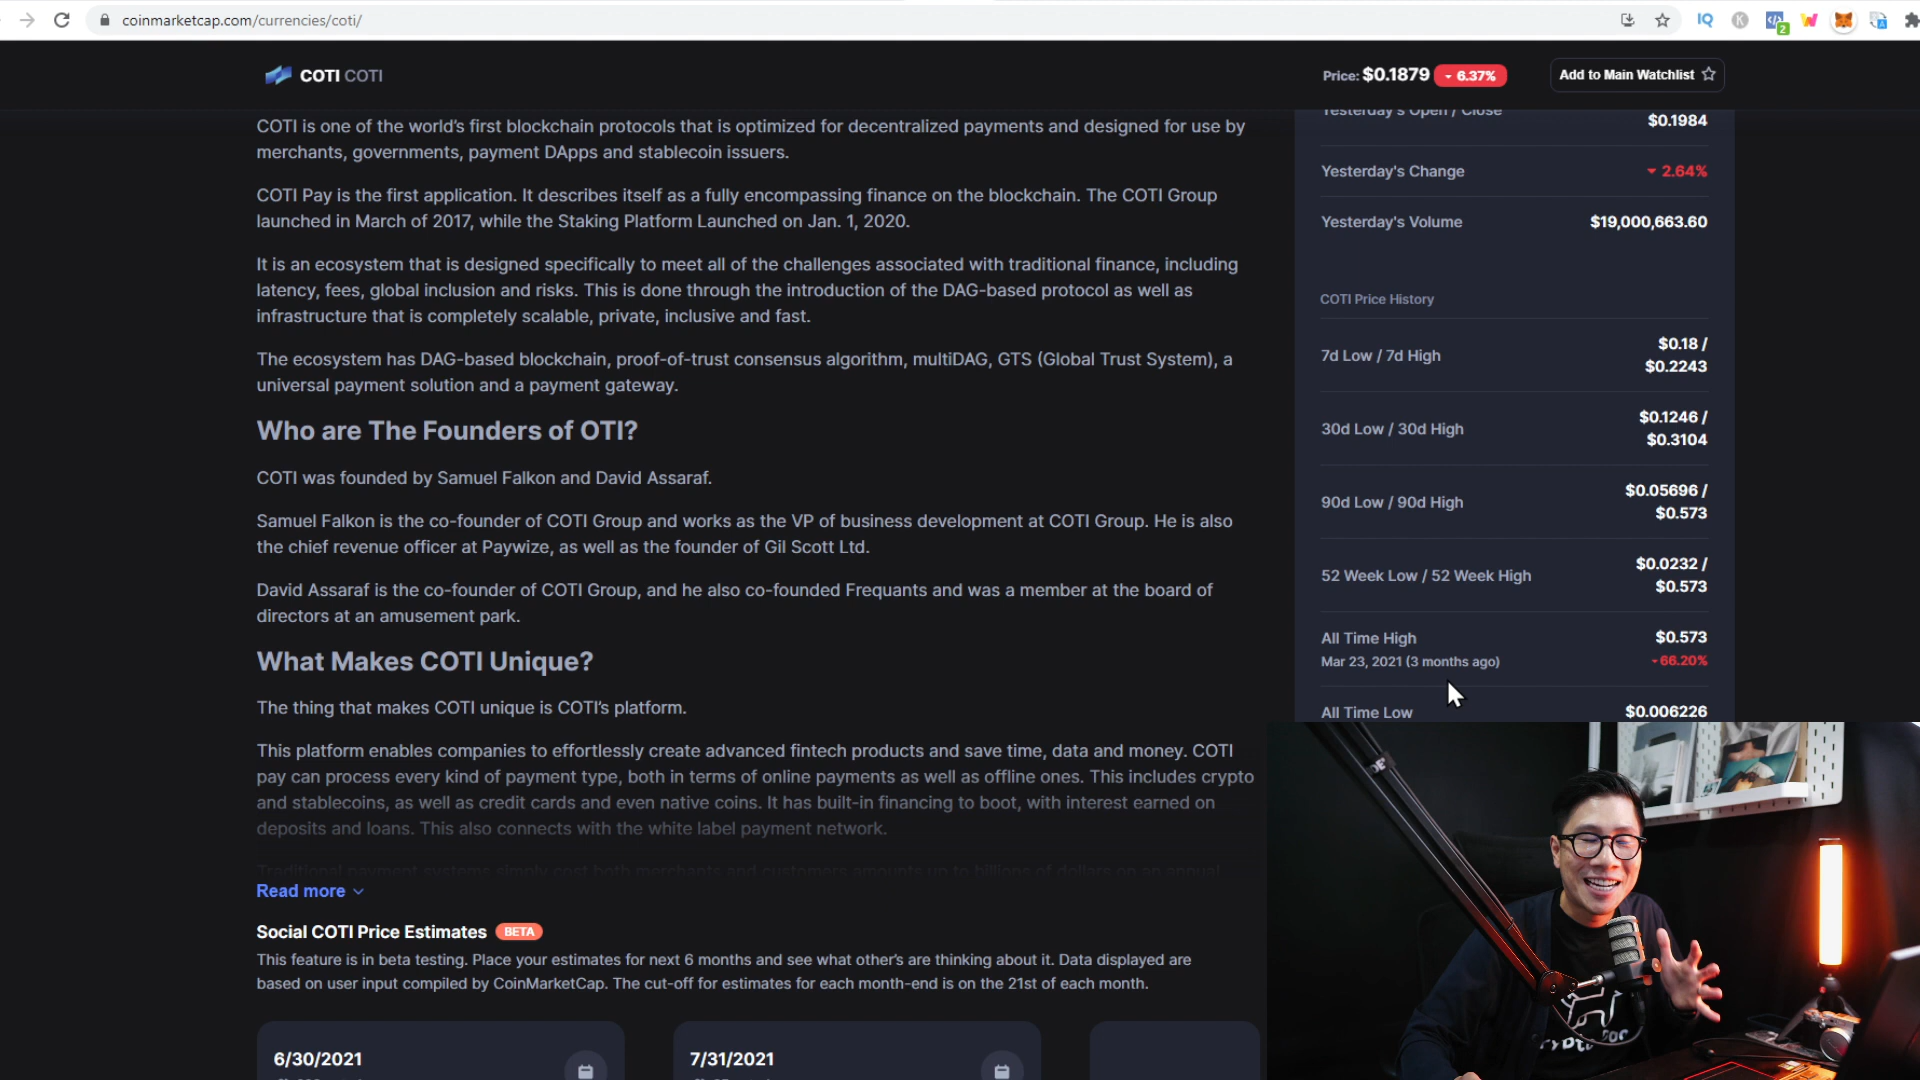 coinmarketcap.com/currencies/coti/
IQ
K
2
COTI COTI
Price: $0.1879 6.37%
Add to Main Watchlist
COTI is one of the world's first blockchain protocols that is optimized for decentralized payments and designed for use by
merchants, governments, payment DApps and stablecoin issuers.
COTI Pay is the first application. It describes itself as a fully encompassing finance on the blockchain. The COTI Group
launched in March of 2017, while the Staking Platform Launched on Jan. 1, 2020.
It is an ecosystem that is designed specifically to meet all of the challenges associated with traditional finance, including
latency, fees, global inclusion and risks. This is done through the introduction of the DAG-based protocol as well as
infrastructure that is completely scalable, private, inclusive and fast.
The ecosystem has DAG-based blockchain, proof-of-trust consensus algorithm, multiDAG, GTS (Global Trust System), a
universal payment solution and a payment gateway.
Who are The Founders of OTI?
COTI was founded by Samuel Falkon and David Assaraf.
Samuel Falkon is the co-founder of COTI Group and works as the VP of business development at COTI Group. He is also
the chief revenue officer at Paywize, as well as the founder of Gil Scott Ltd.
David Assaraf is the co-founder of COTI Group, and he also co-founded Frequants and was a member at the board of
directors at an amusement park.
What Makes COTI Unique?
The thing that makes COTI unique is COTI's platform.
This platform enables companies to effortlessly create advanced fintech products and save time, data and money. COTI
pay can process every kind of payment type, both in terms of online payments as well as offline ones. This includes crypto
and stablecoins, as well as credit cards and even native coins. It has built-in financing to boot, with interest earned on
deposits and loans. This also connects with the white label payment network.
Traditional payment systems simply cost both merchants and customers amounts up to billions of dollars on an annual
Read more
Social COTI Price Estimates BETA
This feature is in beta testing. Place your estimates for next 6 months and see what other's are thinking about it. Data displayed are
based on user input compiled by CoinMarketCap. The cut-off for estimates for each month-end is on the 21st of each month.
6/30/2021
7/31/2021
Yesterday's Open / Close
$0.1984
Yesterday's Change
2.64%
Yesterday's Volume
$19,000,663.60
COTI Price History
7d Low / 7d High
$0.18 /
$0.2243
30d Low / 30d High
$0.1246 /
$0.3104
90d Low / 90d High
$0.05696 /
$0.573
52 Week Low / 52 Week High
$0.0232 /
$0.573
All Time High
$0.573
Mar 23, 2021 (3 months ago)
66.20%
All Time Low
$0.006226